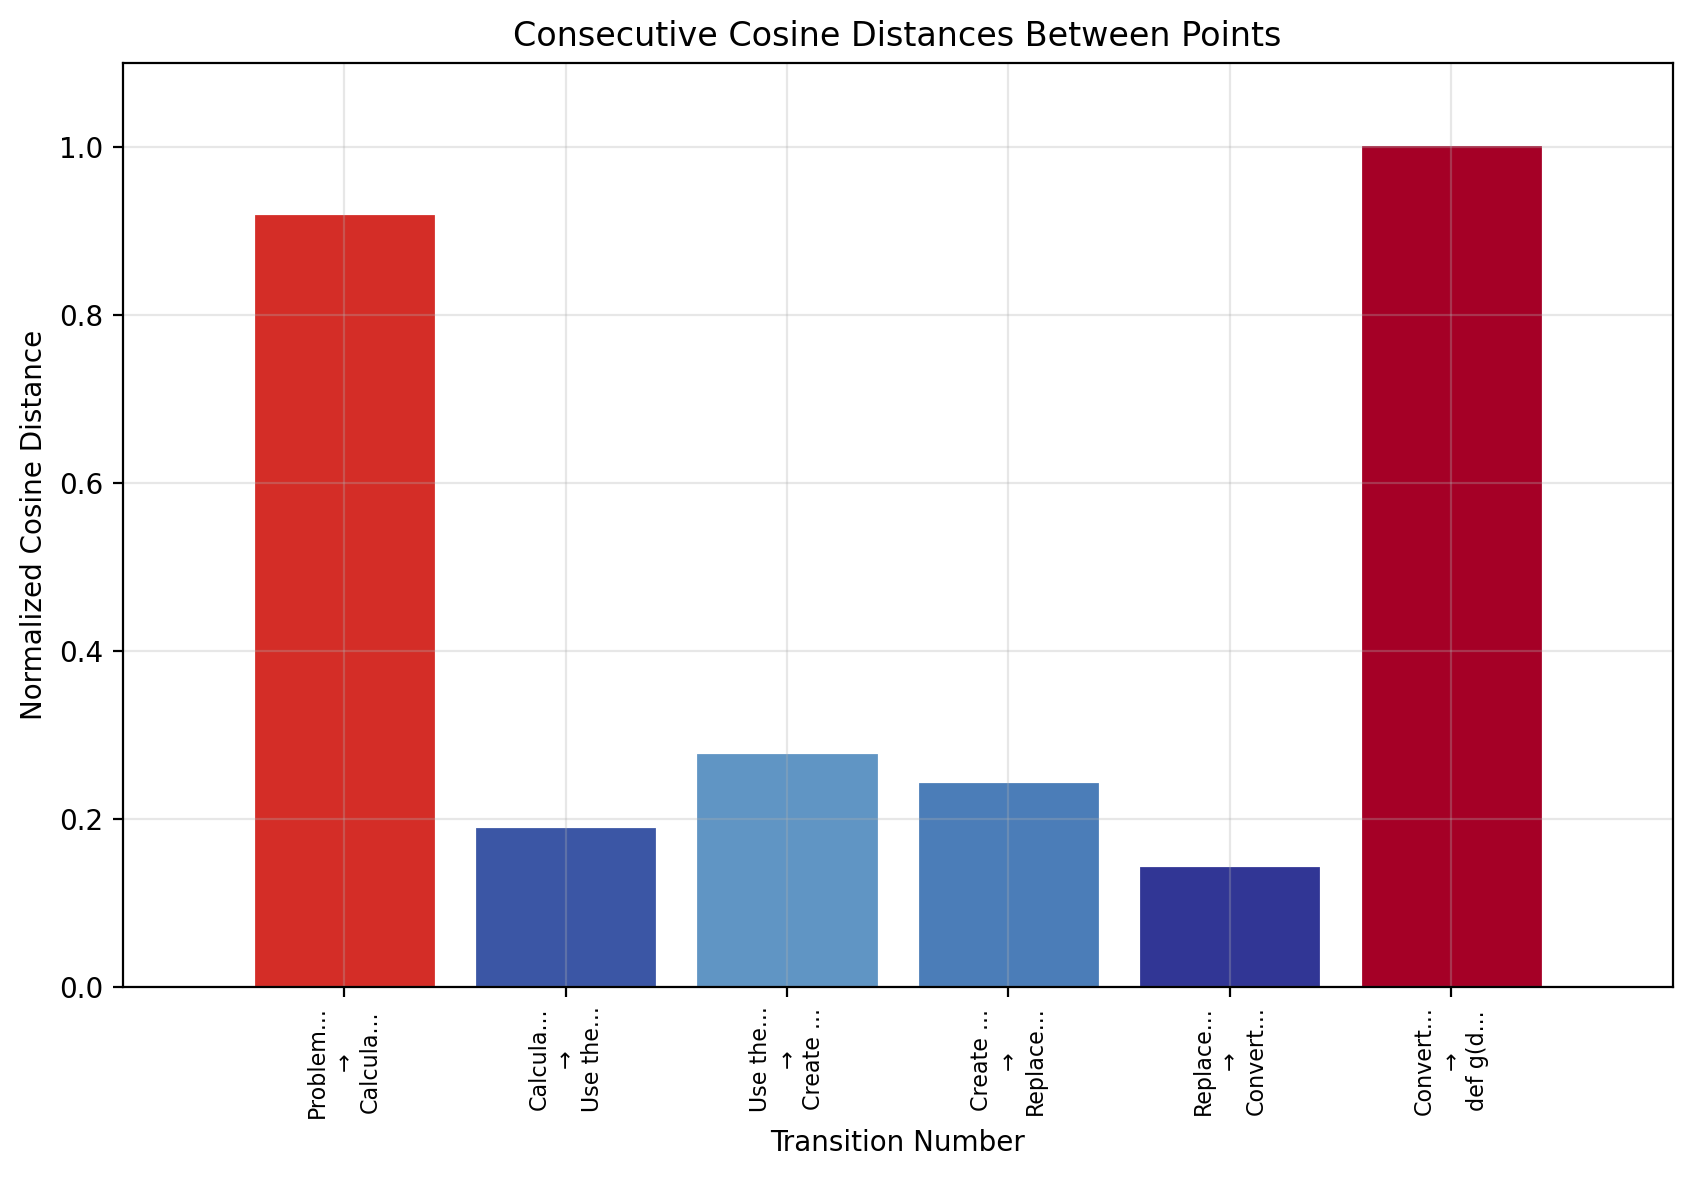 Consecutive Cosine Distances Between Points
Normalized Cosine Distance
1.0
0.8
0.6
0.4
0.2
0.0
Problem...
→
Calcula...
Calcula...
→
Use the...
Use the...
→
Create ...
Create ...
→
Replace...
Replace...
→
Convert...
Convert...
→
def g(d...
Transition Number